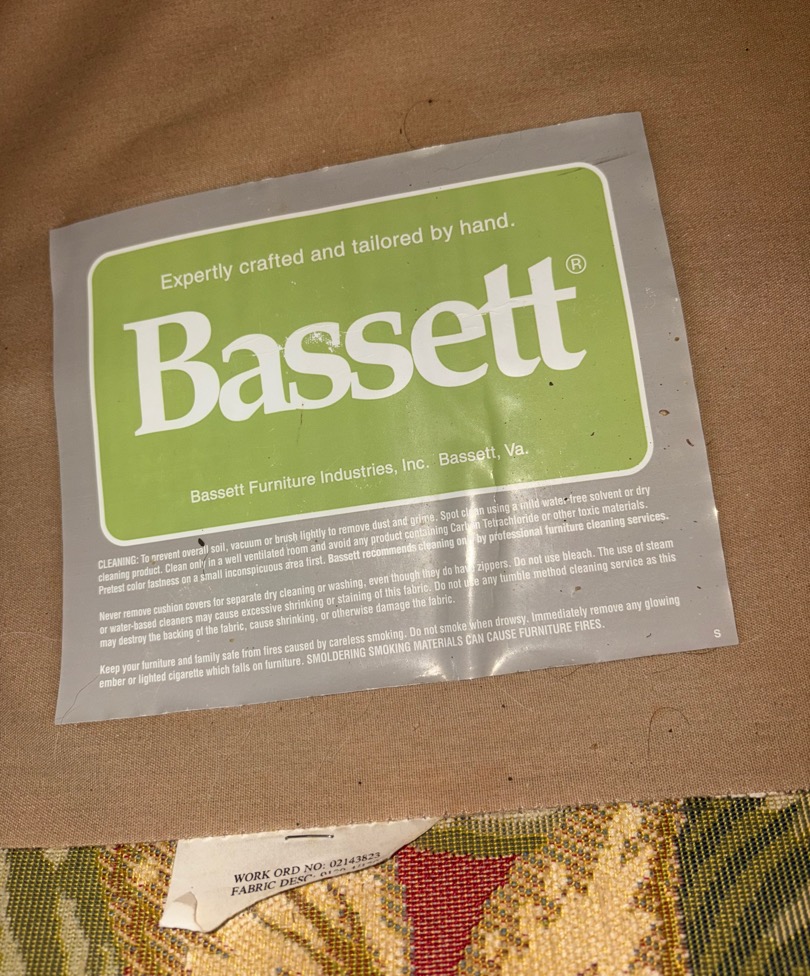 Expertly crafted and tailored by hand.
Bassett®
Bassett Furniture Industries, Inc. Bassett, Va.
CLEANING: To prevent overall soil, vacuum or brush lightly to remove dust and grime. Spot clean using a mild water-free solvent or dry
cleaning product. Clean only in a well ventilated room and avoid any product containing Carbon Tetrachloride or other toxic materials.
Pretest color fastness on a small inconspicuous area first. Bassett recommends cleaning only by professional furniture cleaning services.
Never remove cushion covers for separate dry cleaning or washing, even though they do have zippers. Do not use bleach. The use of steam
or water-based cleaners may cause excessive shrinking or staining of this fabric. Do not use any tumble method cleaning service as this
may destroy the backing of the fabric, cause shrinking, or otherwise damage the fabric.
Keep your furniture and family safe from fires caused by careless smoking. Do not smoke when drowsy. Immediately remove any glowing
ember or lighted cigarette which falls on furniture. SMOLDERING SMOKING MATERIALS CAN CAUSE FURNITURE FIRES.
S
WORK ORD NO: 02143823
FABRIC DESC: